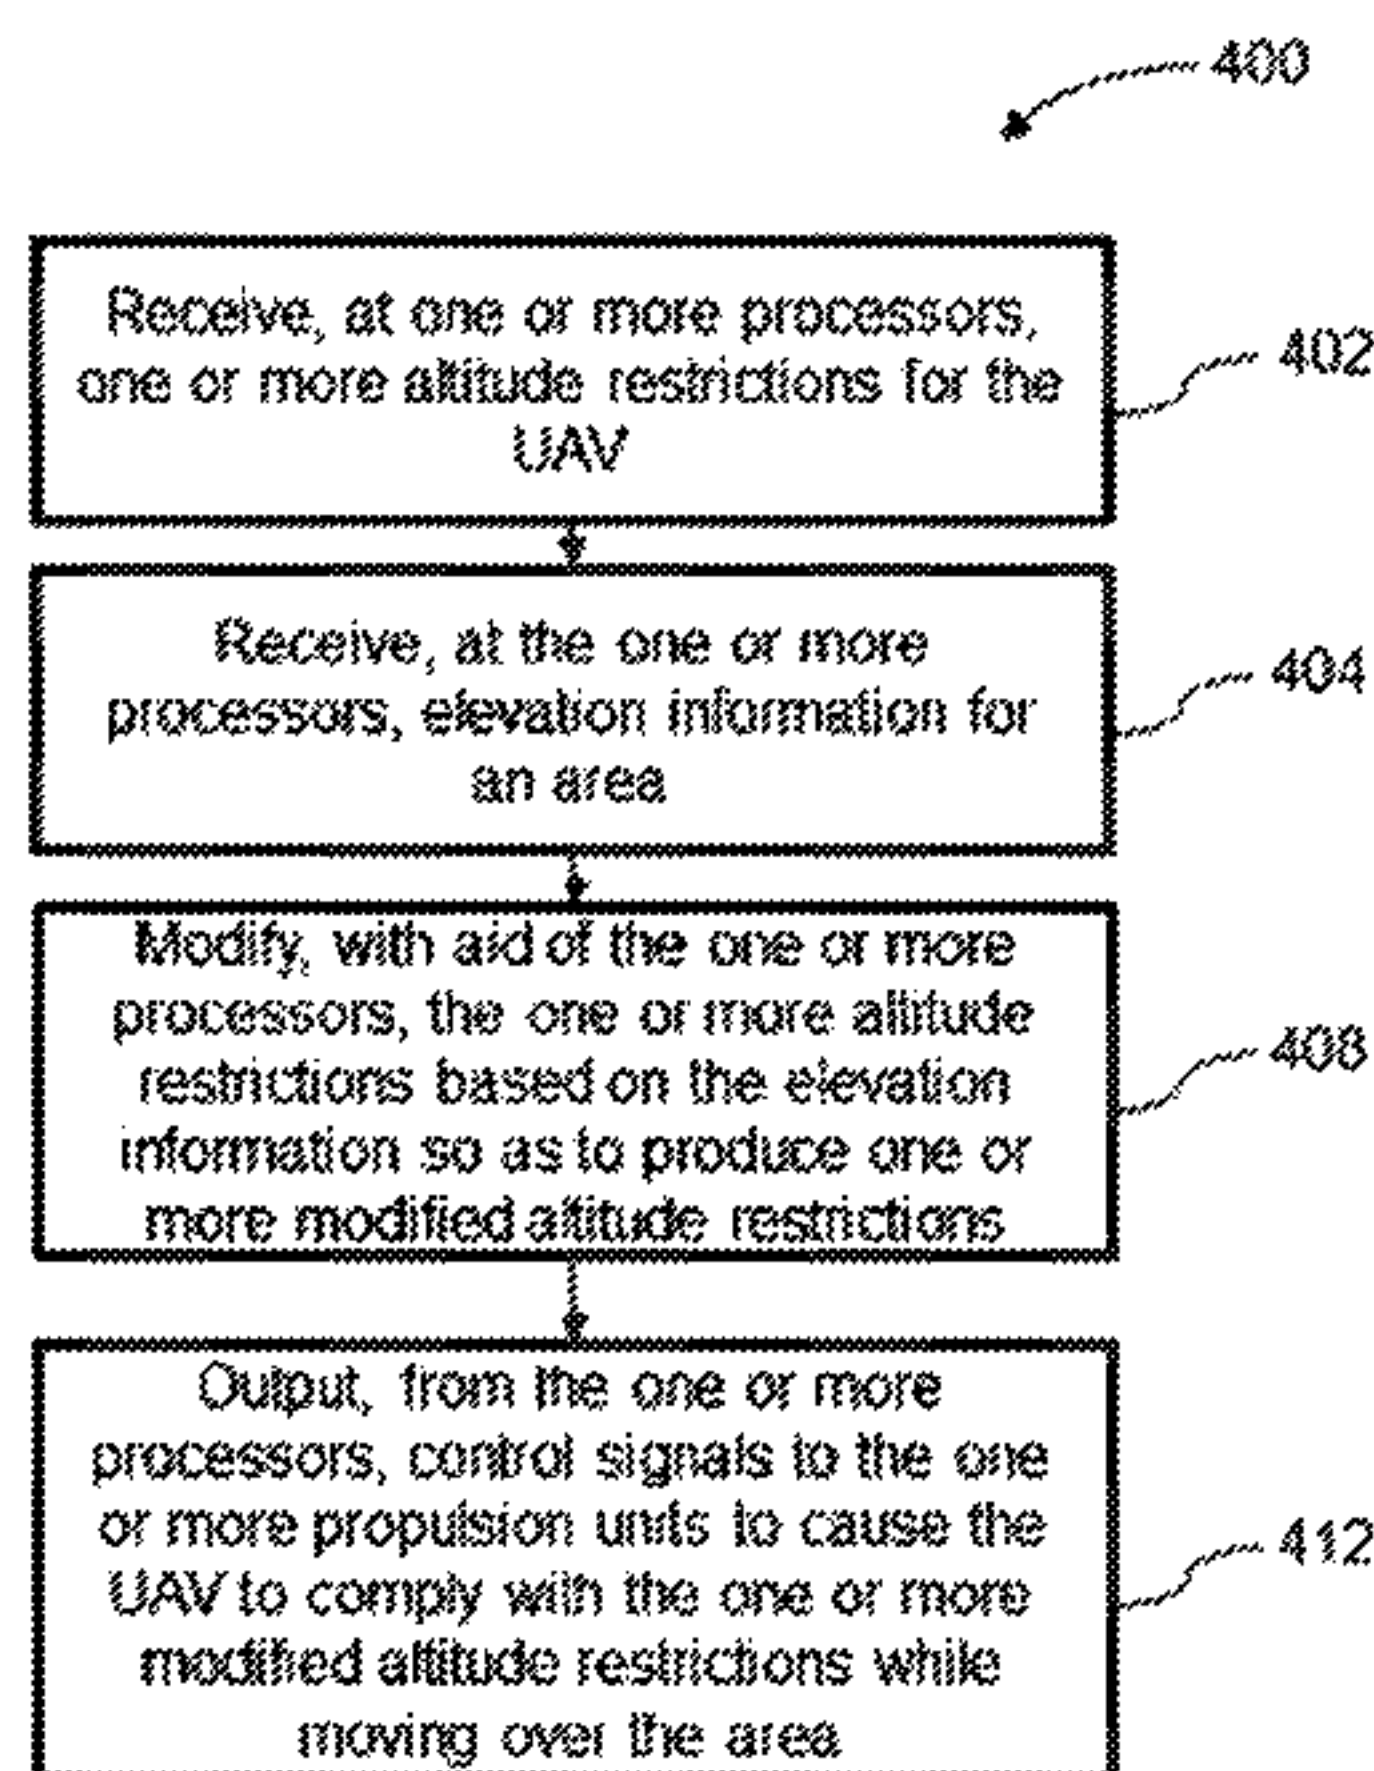 400
Receive, at one or more processors,
one or more altitude restrictions for the
UAV
402
Receive, at the one or more
processors, elevation information for
an area
404
Modify, with aid of the one or more
processors, the one or more altitude
restrictions based on the elevation
information so as to produce one or
more modified altitude restrictions
408
Output, from the one or more
processors, control signals to the one
or more propulsion units to cause the
UAV to comply with the one or more
modified altitude restrictions while
moving over the area
412